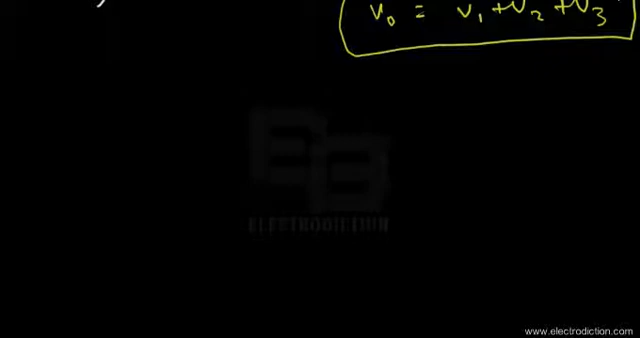 V₀ = V₁ + V₂ + V₃
ELECTRODICTION
www.electrodiction.com